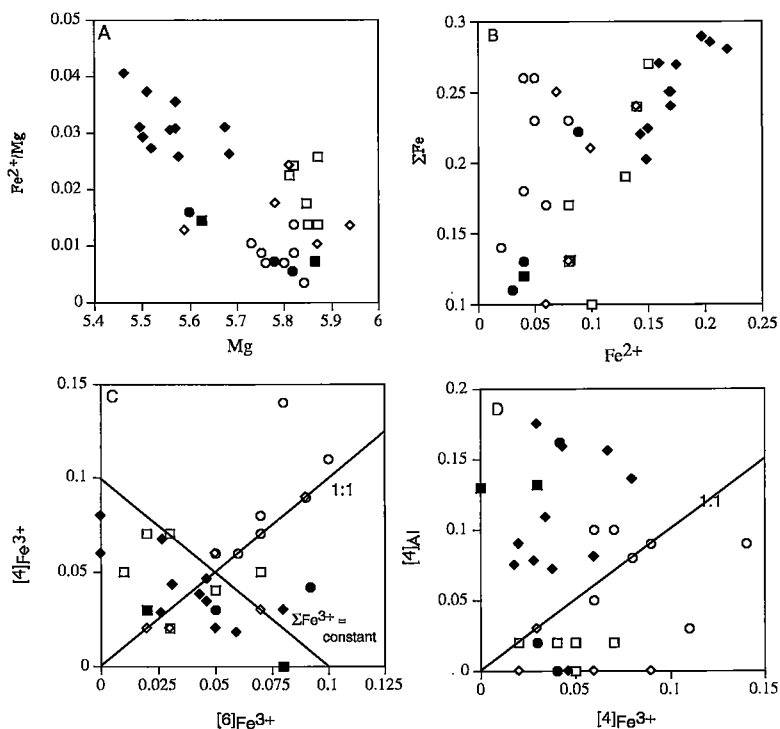 A
0.05
0.04
0.03
0.02
0.01
0
Fe2+/Mg
5.4 5.5 5.6 5.7 5.8 5.9 6
Mg
B
0.3
0.25
0.2
0.15
0.1
ΣFe
0 0.05 0.1 0.15 0.2 0.25
Fe2+
C
0.15
0.1
0.05
0
[4]Fe3+
1:1
ΣFe3+ =
constant
0 0.025 0.05 0.075 0.1 0.125
[6]Fe3+
D
0.2
0.15
0.1
0.05
0
[4]Al
1:1
0 0.05 0.1 0.15
[4]Fe3+